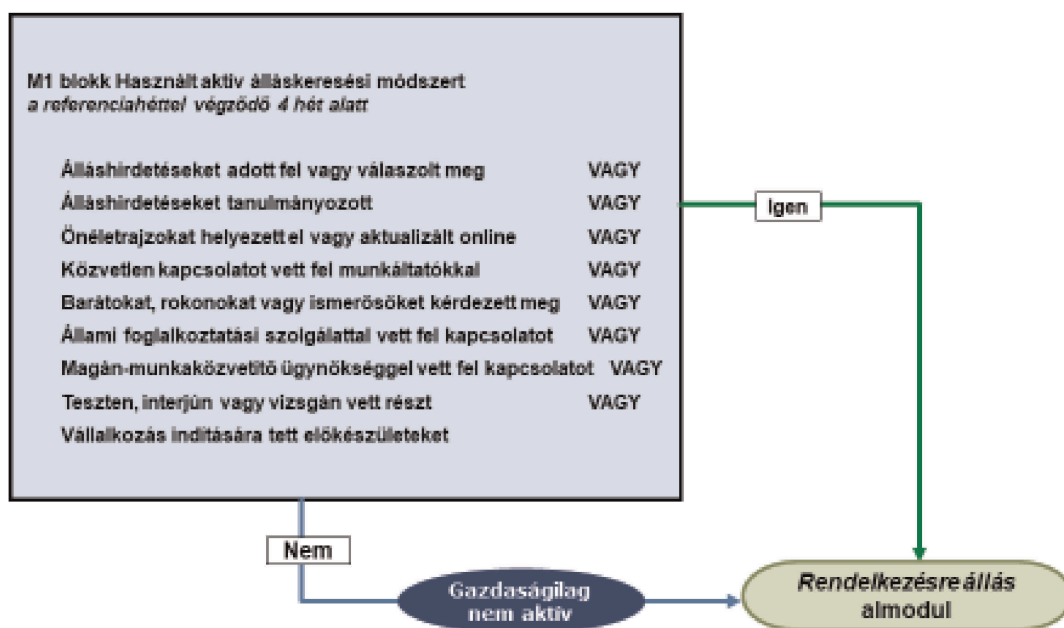 M1 blokk Használt aktív álláskeresési módszert
a referenciahéttel végződő 4 hét alatt
Álláshirdetéseket adott fel vagy válaszolt meg VAGY
Álláshirdetéseket tanulmányozott VAGY
Önéletrajzokat helyezett el vagy aktualizált online VAGY
Közvetlen kapcsolatot vett fel munkáltatókkal VAGY
Barátokat, rokonokat vagy ismerősöket kérdezett meg VAGY
Állami foglalkoztatási szolgálattal vett fel kapcsolatot VAGY
Magán-munkaközvetítő ügynökséggel vett fel kapcsolatot VAGY
Teszten, interjún vagy vizsgán vett részt VAGY
Vállalkozás indítására tett előkészületeket
Igen
Nem
Gazdaságilag
nem aktív
Rendelkezésre állás
almodul